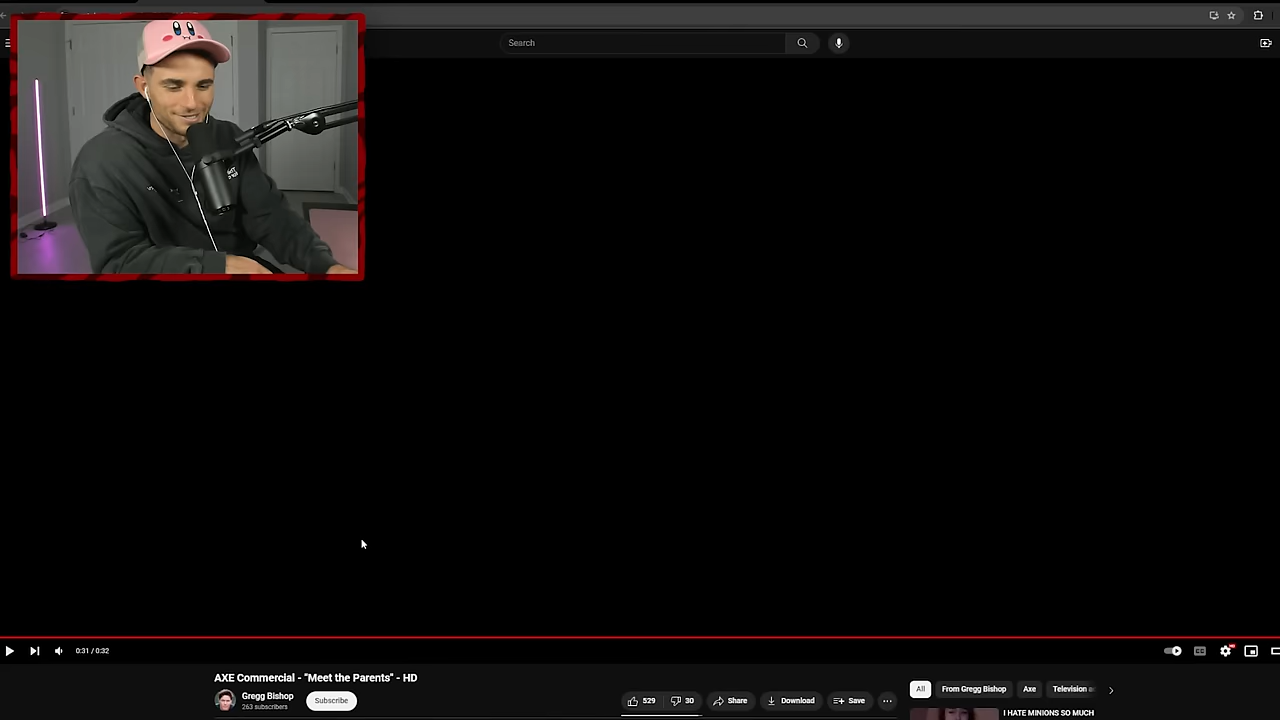 Search
0:31 / 0:32
AXE Commercial - "Meet the Parents" - HD
Gregg Bishop
263 subscribers
Subscribe
529
30
Share
Download
Save
All
From Gregg Bishop
Axe
Television
I HATE MINIONS SO MUCH